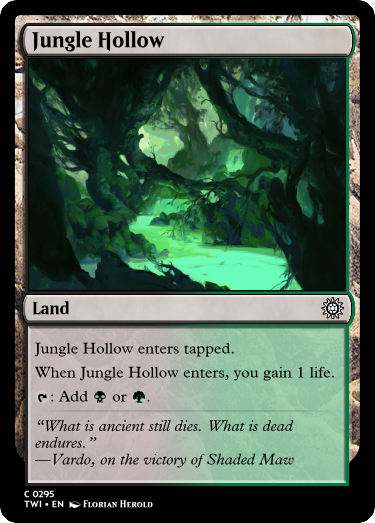 Jungle Hollow
Land
Jungle Hollow enters tapped.
When Jungle Hollow enters, you gain 1 life.
: Add or .
“What is ancient still dies. What is dead
endures.”
—Vardo, on the victory of Shaded Maw
C 0295
TWI • EN Florian Herold